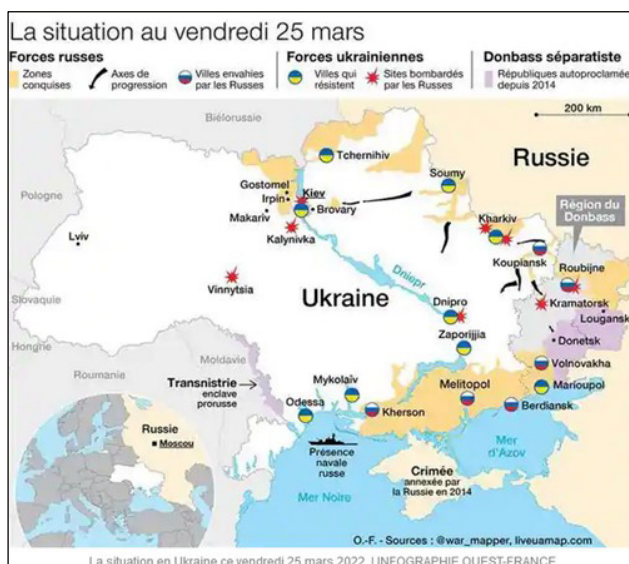 La situation au vendredi 25 mars
Forces russes
Zones
conquises
Axes de
progression
Villes envahies
par les Russes
Forces ukrainiennes
Villes qui
résistent
Sites bombardés
par les Russes
Donbass séparatiste
Républiques autoproclamée
depuis 2014
200 km
Biélorussie
Russie
Tchernihiv
Soumy
Pologne
Gostomel
Irpin
Kiev
Makariv
Brovary
Lviv
Kalynivka
Kharkiv
Région du
Donbass
Koupiansk
Roubijne
Dniepr
Vinnytsia
Ukraine
Kramatorsk
Slovaquie
Dnipro
Lougansk
Hongrie
Zaporijjia
Donetsk
Moldavie
Volnovakha
Roumanie
Transnistrie
enclave
prorusse
Mykolaïv
Melitopol
Marioupol
Odessa
Kherson
Berdiansk
Russie
Moscou
Présence
navale
russe
Mer
d'Azov
Crimée
annexée par
la Russie en 2014
Mer Noire
O.-F. - Sources : @war_mapper, liveuamap.com
La situation en Ukraine ce vendredi 25 mars 2022. | INFOGRAPHIE OUEST-FRANCE